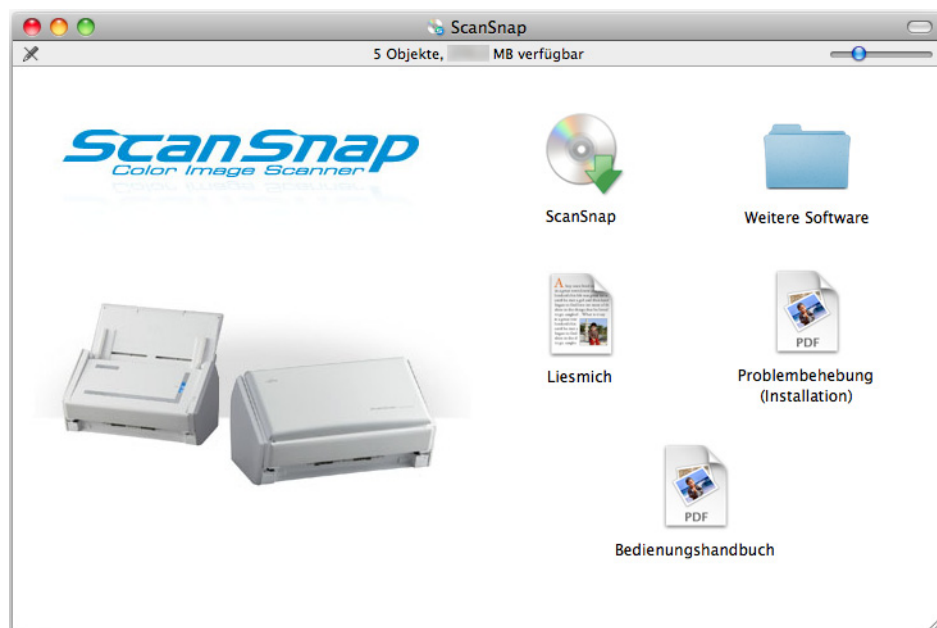 ScanSnap
5 Objekte, MB verfügbar
ScanSnap
Color Image Scanner
ScanSnap
Weitere Software
Liesmich
PDF
Problembehebung
(Installation)
PDF
Bedienungshandbuch